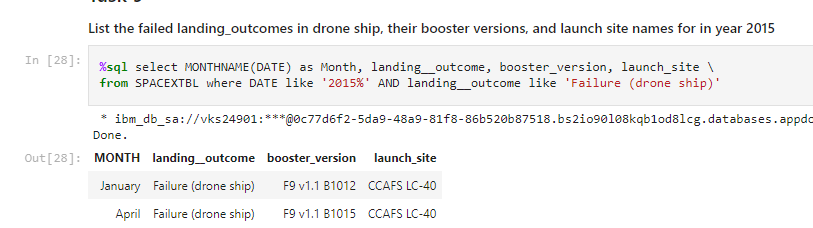 List the failed landing_outcomes in drone ship, their booster versions, and launch site names for in year 2015
In [28]:
%sql select MONTHNAME(DATE) as Month, landing__outcome, booster_version, launch_site \
from SPACEXTBL where DATE like '2015%' AND landing__outcome like 'Failure (drone ship)'
* ibm_db_sa://vks24901:***@0c77d6f2-5da9-48a9-81f8-86b520b87518.bs2io90l08kqb1od8lcg.databases.appdo
Done.
Out[28]:
MONTH landing__outcome booster_version launch_site
January Failure (drone ship) F9 v1.1 B1012 CCAFS LC-40
April Failure (drone ship) F9 v1.1 B1015 CCAFS LC-40